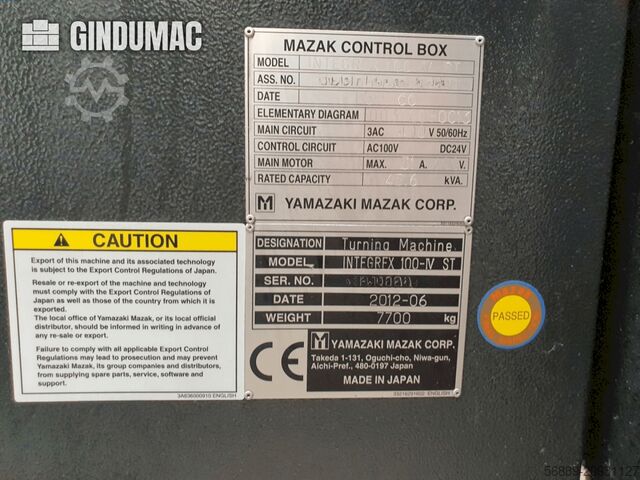 GINDUMAC
MAZAK CONTROL BOX
MODEL INTEGREX 100-IV ST
ASS. NO.
DATE
ELEMENTARY DIAGRAM
MAIN CIRCUIT 3AC V 50/60Hz
CONTROL CIRCUIT AC100V DC24V
MAIN MOTOR MAX. A. V.
RATED CAPACITY kVA.
YAMAZAKI MAZAK CORP.
DESIGNATION Turning Machine.
MODEL INTEGREX 100-IV ST
SER. NO.
DATE 2012-06
WEIGHT 7700 kg
YAMAZAKI MAZAK CORP.
Takeda 1-131, Oguchi-cho, Niwa-gun,
Aichi-Pref., 480-0197 Japan
CE
MADE IN JAPAN
CAUTION
Export of this machine and its associated technology
is subject to the Export Control Regulations of Japan.
Resale or re-export of the machine and/or technology
must comply with the Export Control Regulations of
Japan as well as those of the country from which it is
exported.
The local office of Yamazaki Mazak, or its local official
distributor, should be informed in writing in advance of
any re-sale or export.
Failure to comply with all applicable Export Control
Regulations may lead to prosecution and may prevent
Yamazaki Mazak, its group companies and distributors,
from supplying spare parts, service, software and
support.
3A836000910 ENGLISH
PASSED